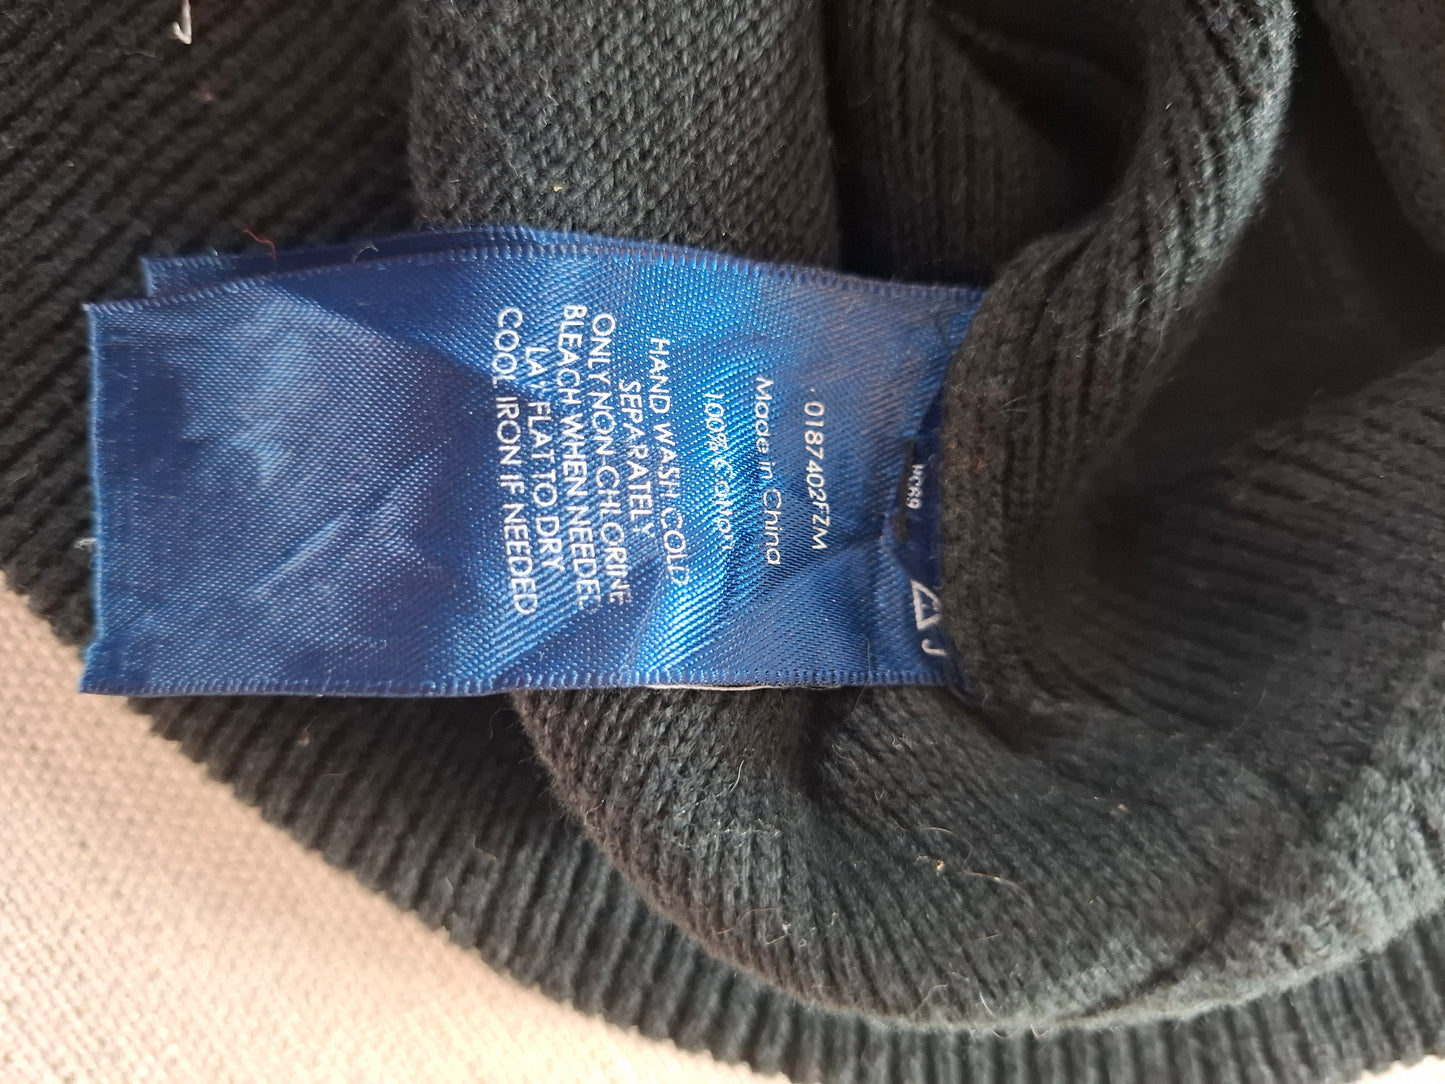 0187402FZM
Made in China
100% Cotton
HAND WASH COLD
SEPARATELY
ONLY NON CHLORINE
BLEACH WHEN NEEDED
LAY FLAT TO DRY
COOL IRON IF NEEDED